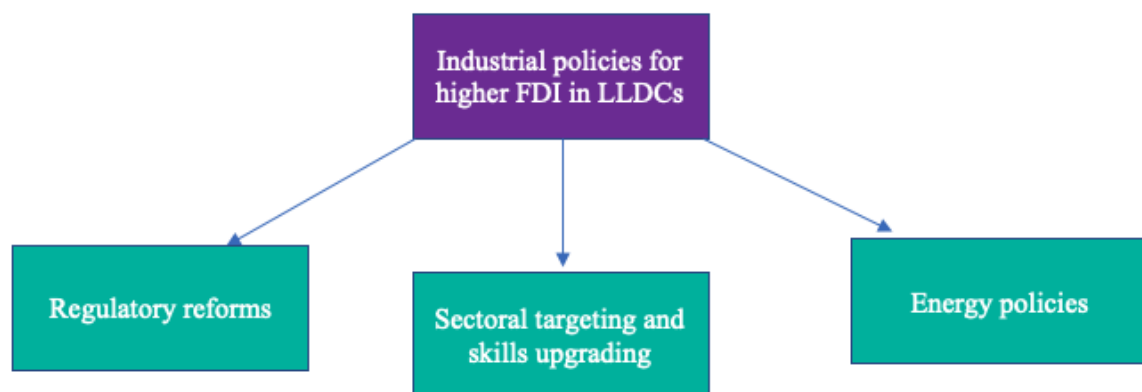 Industrial policies for
higher FDI in LLDCs
Regulatory reforms
Sectoral targeting and
skills upgrading
Energy policies